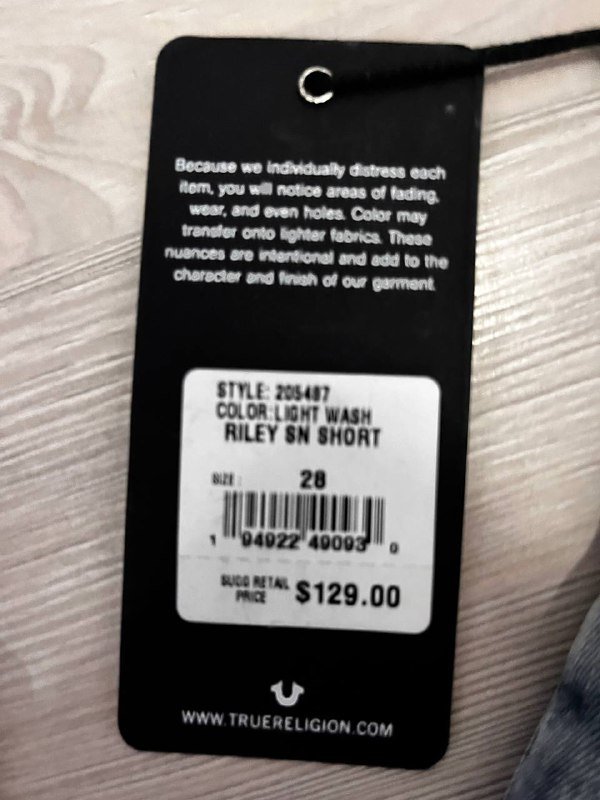 Because we individually distress each
item, you will notice areas of fading,
wear, and even holes. Color may
transfer onto lighter fabrics. These
nuances are intentional and add to the
character and finish of our garment.
STYLE: 205487
COLOR:LIGHT WASH
RILEY SN SHORT
SIZE: 28
1 94922 49093 0
SUGG RETAIL
PRICE $129.00
WWW.TRUERELIGION.COM